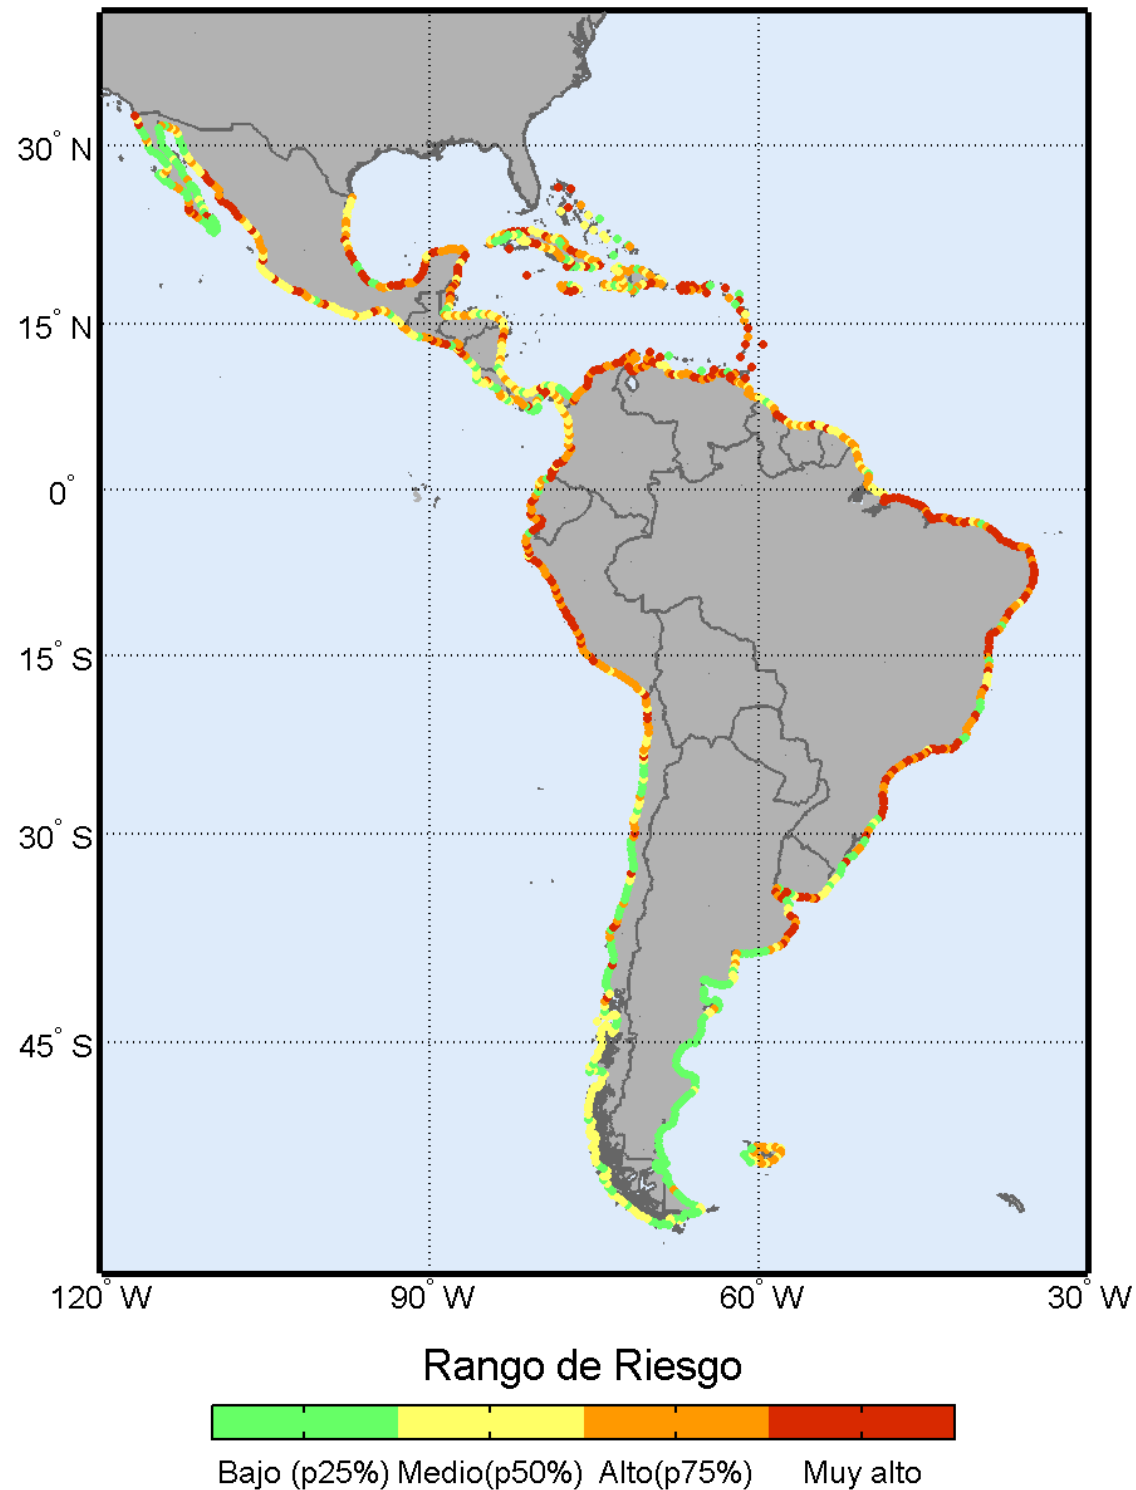 30° N
15° N
0°
15° S
30° S
45° S
120° W 90° W 60° W 30° W
Rango de Riesgo
Bajo (p25%) Medio(p50%) Alto(p75%) Muy alto